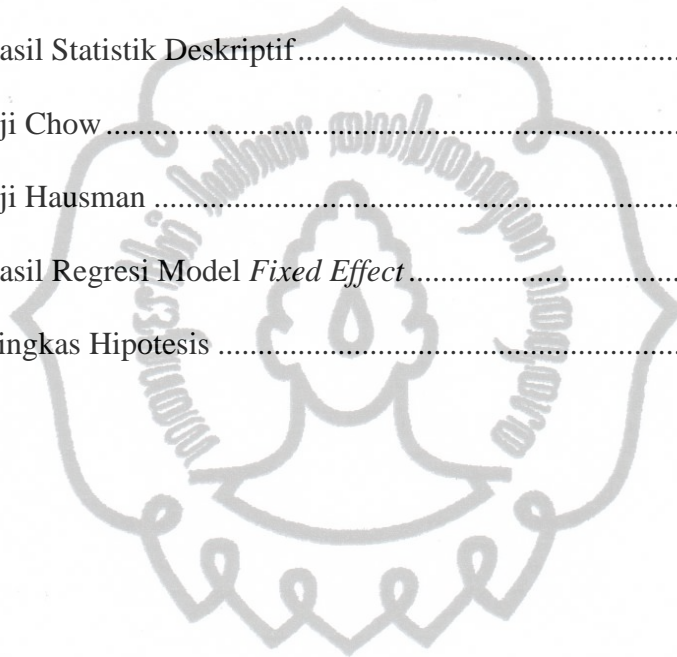 asil Statistik Deskriptif........................................................
ji Chow....................................................................................
ji Hausman ............................................................................
asil Regresi Model Fixed Effect.......................................
ingkas Hipotesis ..................................................................